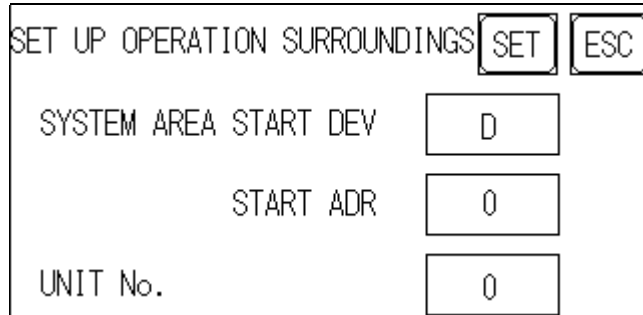 SET UP OPERATION SURROUNDINGS SET ESC
SYSTEM AREA START DEV D
START ADR 0
UNIT No. 0